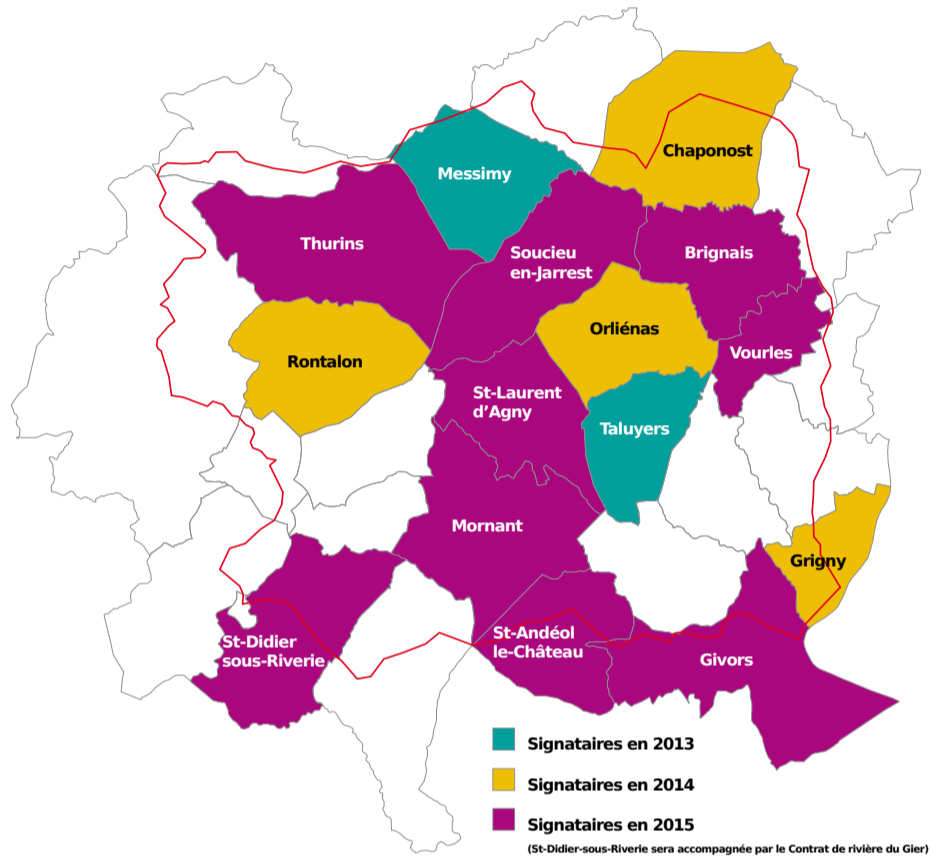 Chaponost
Messimy
Thurins
Soucieu
en-Jarrest
Brignais
Orliénas
Rontalon
Vourles
St-Laurent
d’Agny
Taluyers
Mornant
Grigny
St-Didier
sous-Riverie
St-Andéol
le-Château
Givors
Signataires en 2013
Signataires en 2014
Signataires en 2015
(St-Didier-sous-Riverie sera accompagnée par le Contrat de rivière du Gier)